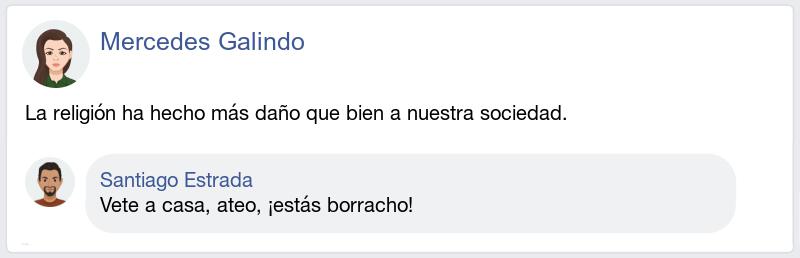 Mercedes Galindo
La religión ha hecho más daño que bien a nuestra sociedad.
Santiago Estrada
Vete a casa, ateo, ¡estás borracho!